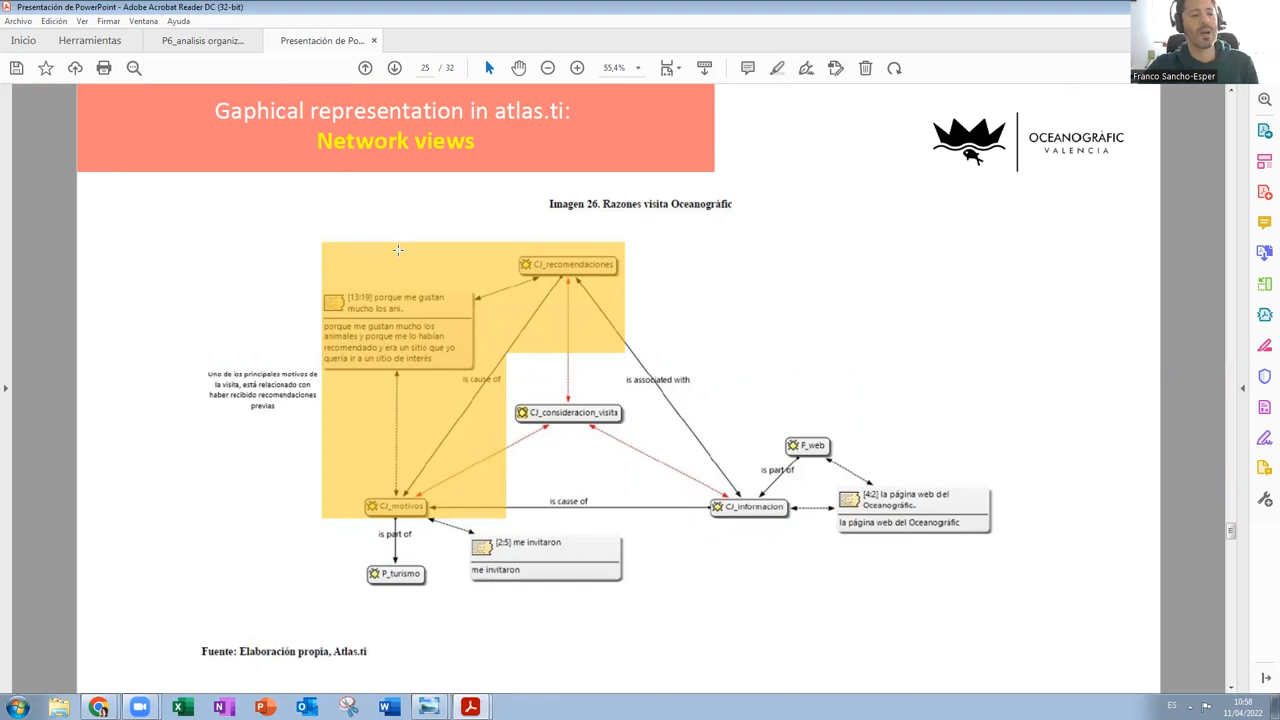 Presentación de PowerPoint - Adobe Acrobat Reader DC (32-bit)
Archivo Edición Ver Firmar Ventana Ayuda
Inicio Herramientas P6_analisis organiz... Presentación de Po... ×
25 / 32 55,4%
Franco Sancho-Esper
Gaphical representation in atlas.ti:
Network views
OCEANOGRÀFIC
VALENCIA
Imagen 26. Razones visita Oceanogràfic
CJ_recomendaciones
[13:19] porque me gustan
mucho los ani..
porque me gustan mucho los
animales y porque me lo habían
recomendado y era un sitio que yo
quería ir a un sitio de interés
Uno de los principales motivos de
la visita, está relacionado con
haber recibido recomendaciones
previas
is cause of
is associated with
CJ_consideracion_visita
P_web
is part of
[4:2] la página web del
Oceanográfic..
la página web del Oceanográfic
CJ_motivos
is cause of
CJ_informacion
is part of
[2:5] me invitaron
me invitaron
P_turismo
Fuente: Elaboración propia, Atlas.ti
ES
10:58
11/04/2022